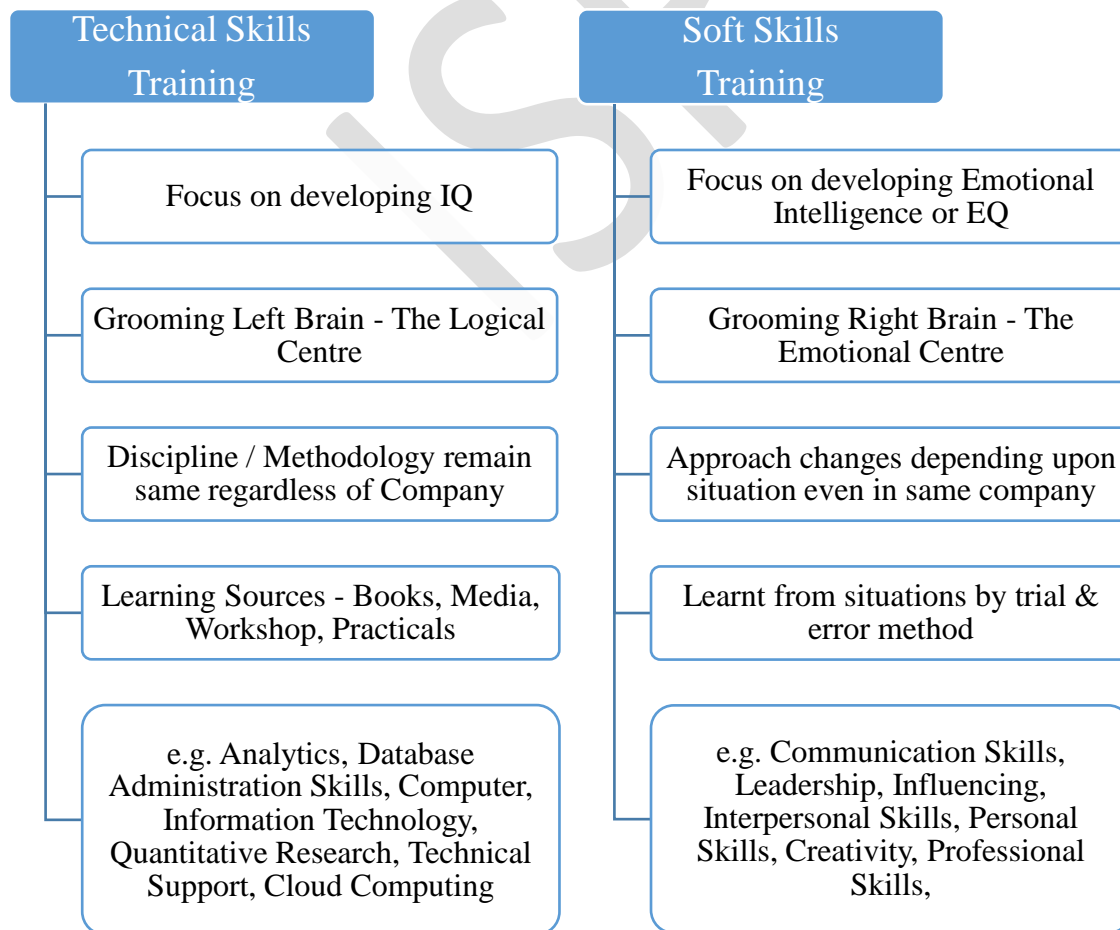 Technical Skills
Training
Focus on developing IQ
Grooming Left Brain - The Logical
Centre
Discipline / Methodology remain
same regardless of Company
Learning Sources - Books, Media,
Workshop, Practicals
e.g. Analytics, Database
Administration Skills, Computer,
Information Technology,
Quantitative Research, Technical
Support, Cloud Computing
Soft Skills
Training
Focus on developing Emotional
Intelligence or EQ
Grooming Right Brain - The
Emotional Centre
Approach changes depending upon
situation even in same company
Learnt from situations by trial &
error method
e.g. Communication Skills,
Leadership, Influencing,
Interpersonal Skills, Personal
Skills, Creativity, Professional
Skills,